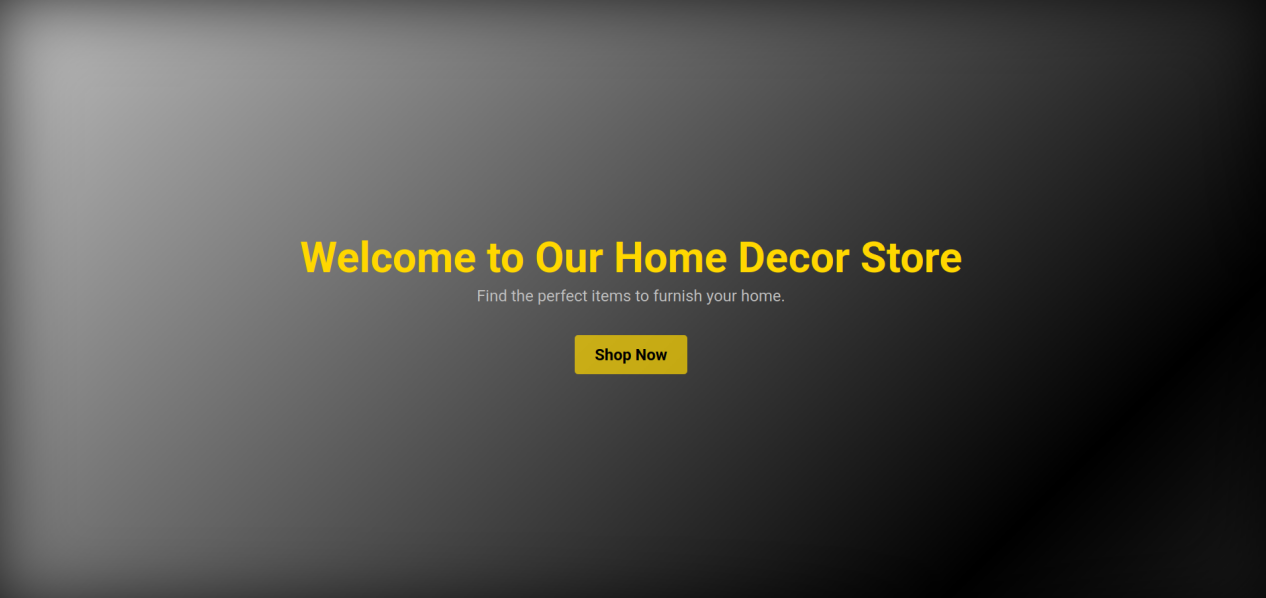 Welcome to Our Home Decor Store
Find the perfect items to furnish your home.
Shop Now